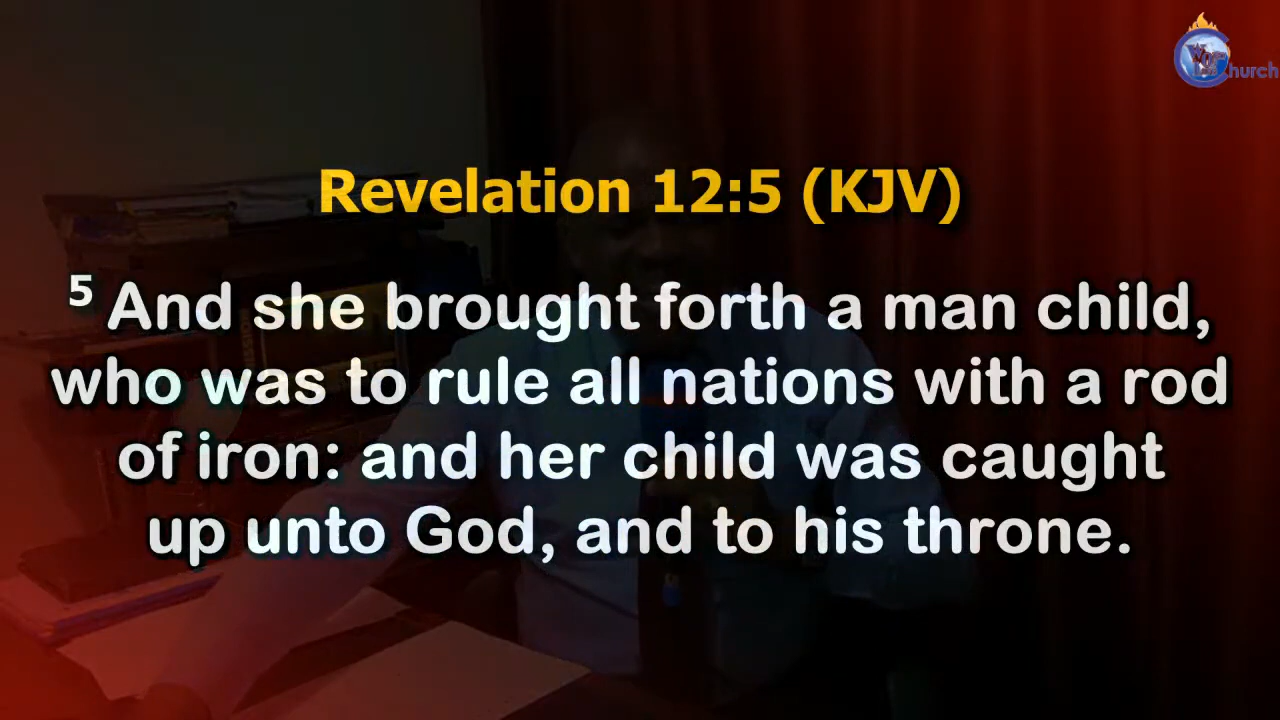 Revelation 12:5 (KJV)
5 And she brought forth a man child,
who was to rule all nations with a rod
of iron: and her child was caught
up unto God, and to his throne.